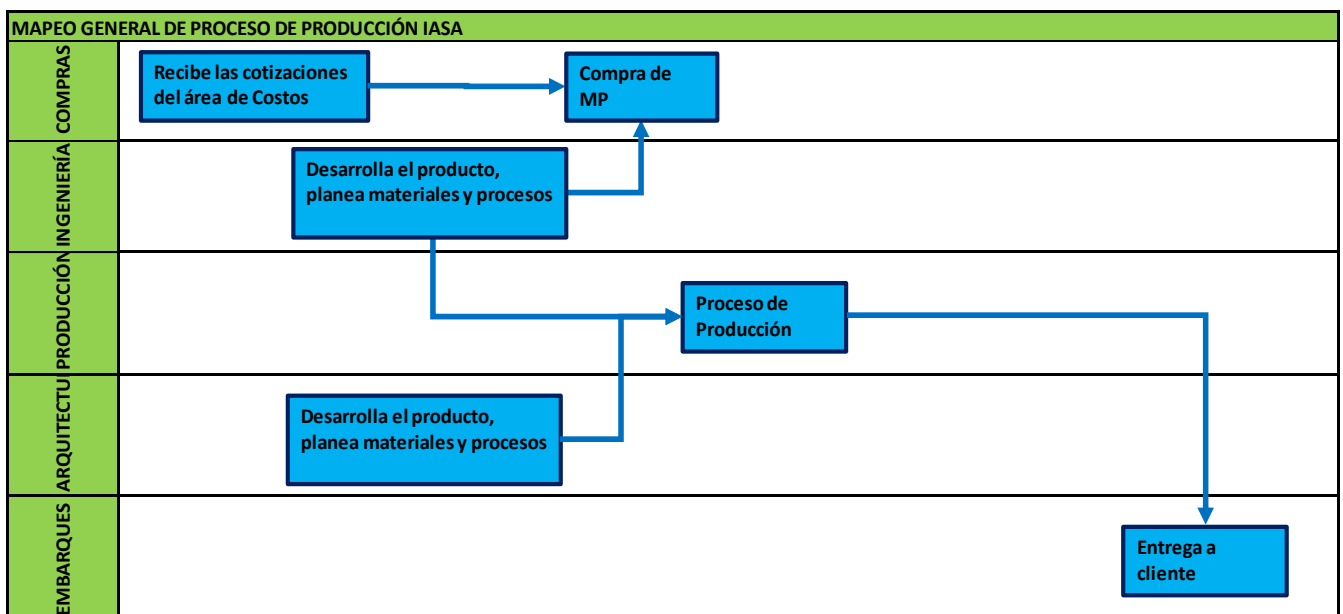 MAPEO GENERAL DE PROCESO DE PRODUCCIÓN IASA
COMPRAS
Recibe las cotizaciones
del área de Costos
Compra de
MP
INGENIERÍA
Desarrolla el producto,
planea materiales y procesos
PRODUCCIÓN
Proceso de
Producción
ARQUITECTU
Desarrolla el producto,
planea materiales y procesos
EMBARQUES
Entrega a
cliente